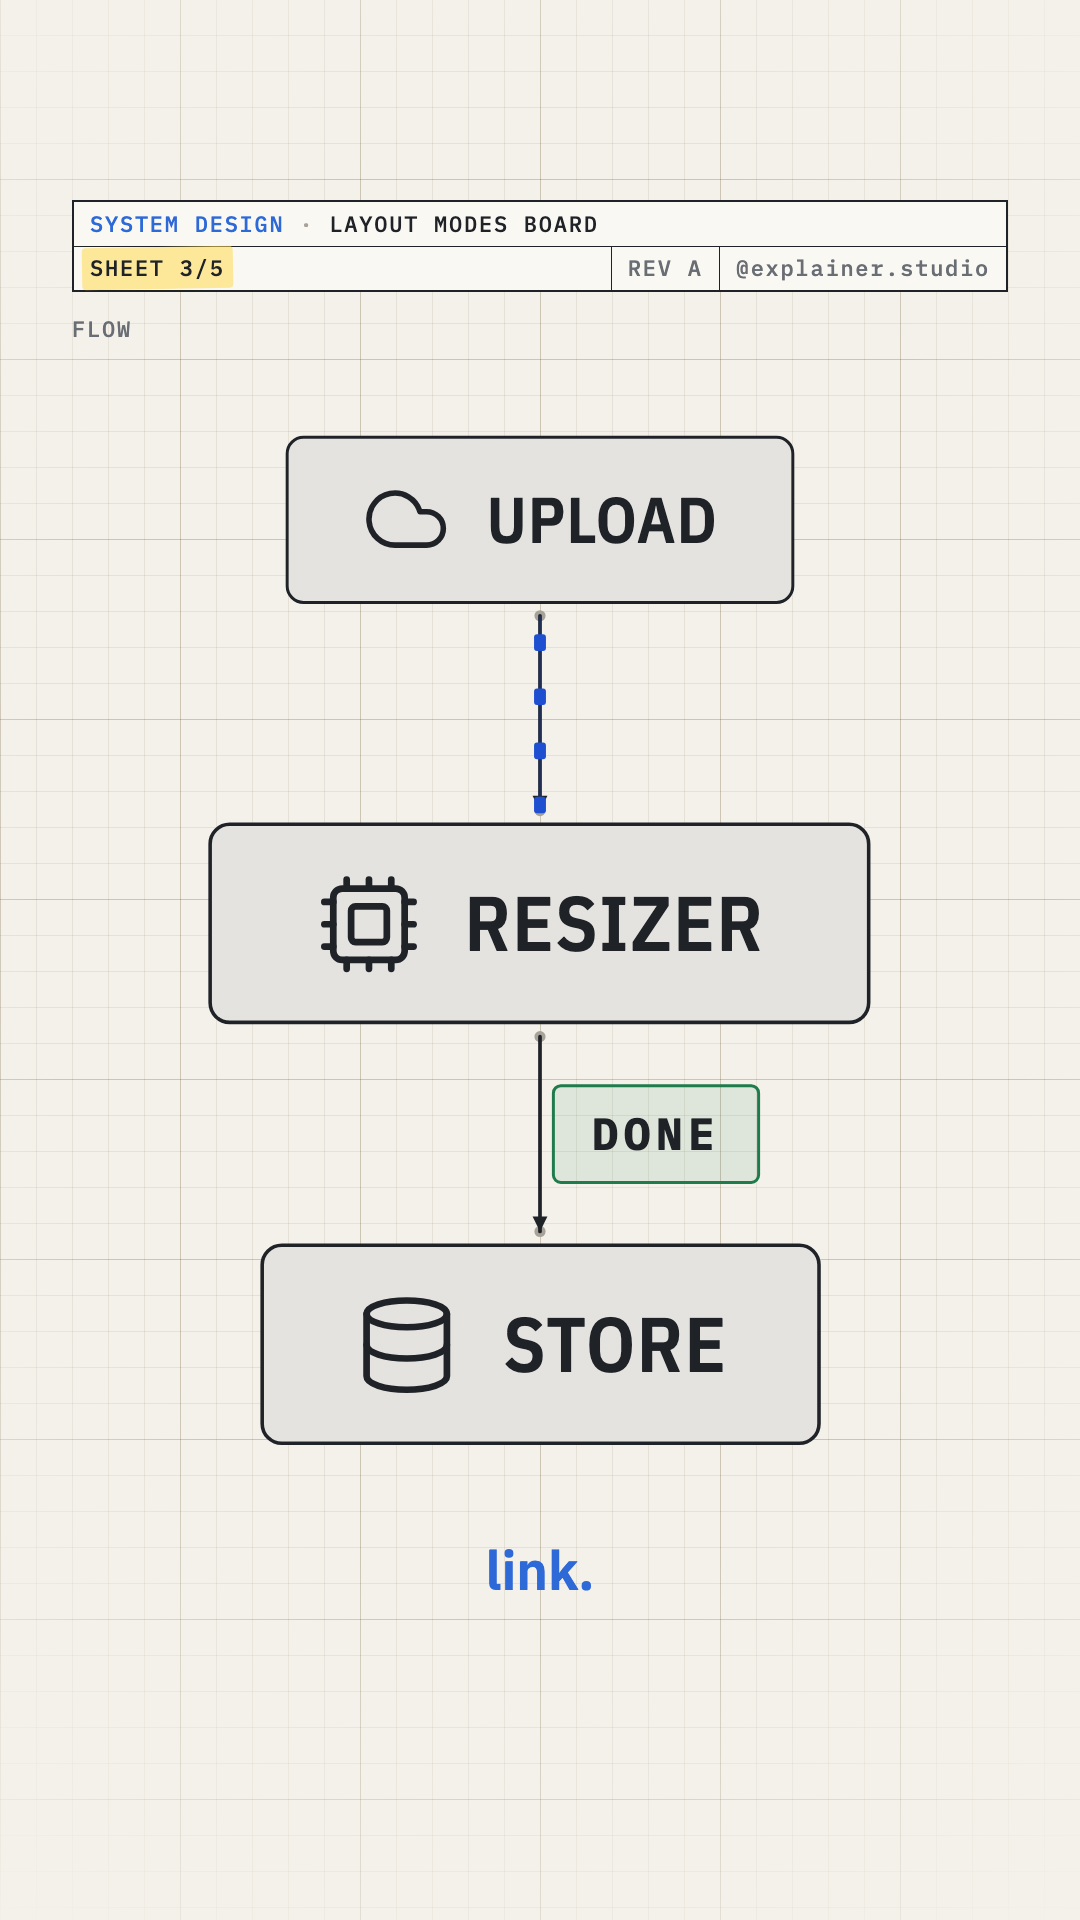 SYSTEM DESIGN · LAYOUT MODES BOARD
SHEET 3/5 REV A @explainer.studio
FLOW
UPLOAD
RESIZER
DONE
STORE
link.